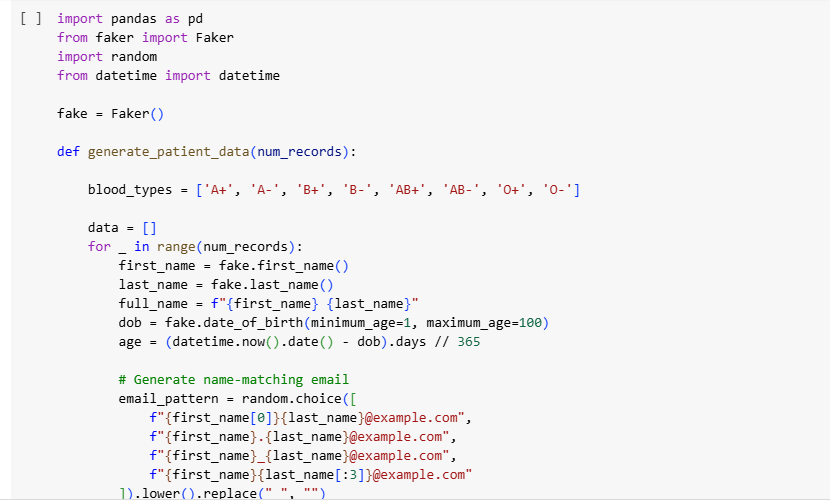 [ ] import pandas as pd
from faker import Faker
import random
from datetime import datetime

fake = Faker()

def generate_patient_data(num_records):

    blood_types = ['A+', 'A-', 'B+', 'B-', 'AB+', 'AB-', 'O+', 'O-']

    data = []
    for _ in range(num_records):
        first_name = fake.first_name()
        last_name = fake.last_name()
        full_name = f"{first_name} {last_name}"
        dob = fake.date_of_birth(minimum_age=1, maximum_age=100)
        age = (datetime.now().date() - dob).days // 365

        # Generate name-matching email
        email_pattern = random.choice([
            f"{first_name[0]}{last_name}@example.com",
            f"{first_name}.{last_name}@example.com",
            f"{first_name}_{last_name}@example.com",
            f"{first_name}{last_name[:3]}@example.com"
        ]).lower().replace(" ", "")